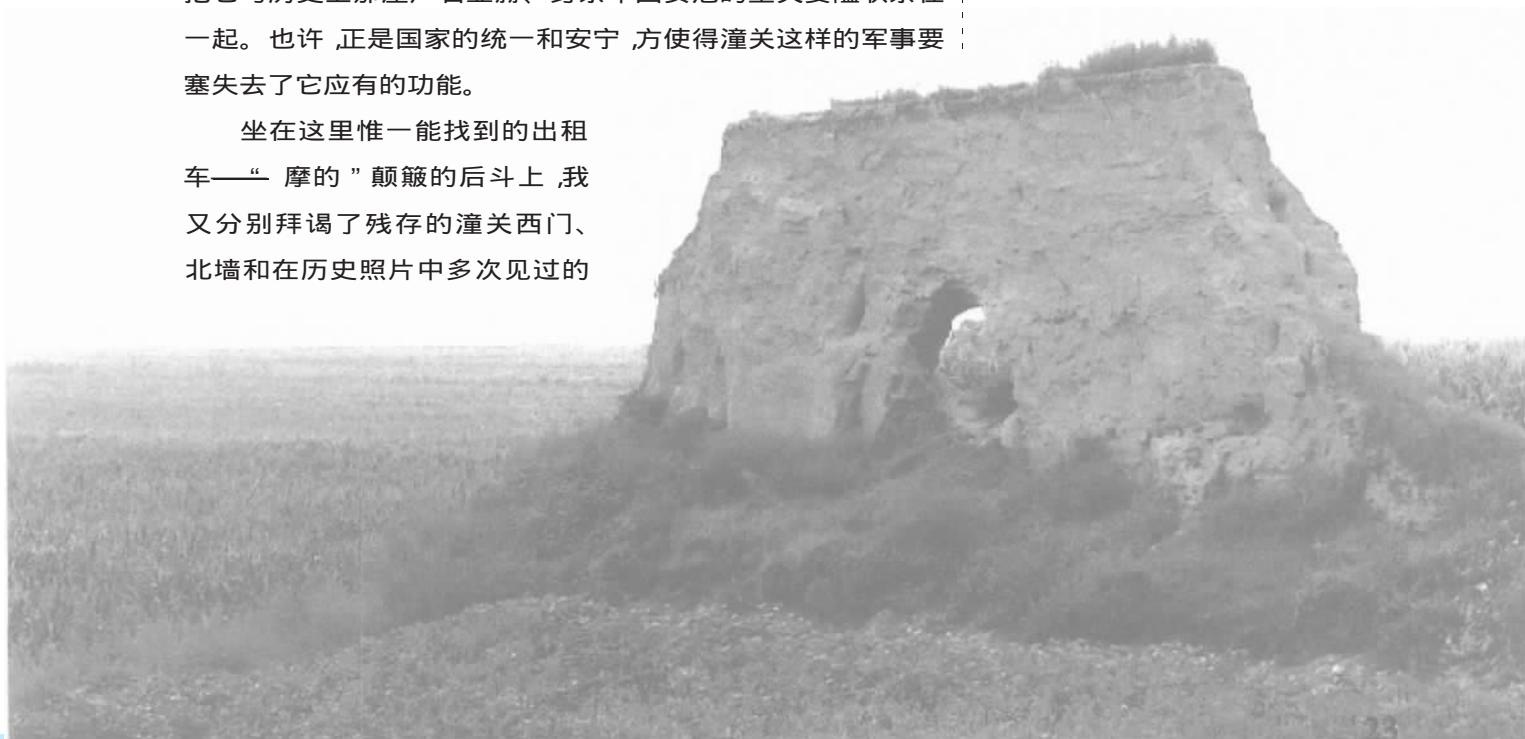 一起。也许,正是国家的统一和安宁,方使得潼关这样的军事要
塞失去了它应有的功能。
坐在这里惟一能找到的出租
车——“摩的”颠簸的后斗上,我
又分别拜谒了残存的潼关西门、
北墙和在历史照片中多次见过的
23